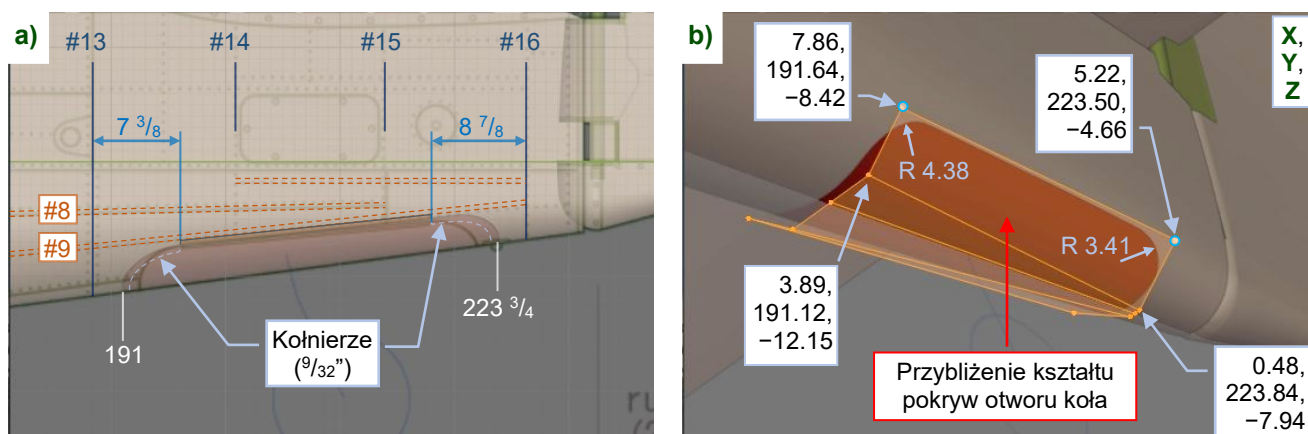 a)
#13
#14
#15
#16
7 3/8
8 7/8
#8
#9
191
223 3/4
Kołnierze
(9/32”)
b)
X,
Y,
Z
7.86,
191.64,
−8.42
5.22,
223.50,
−4.66
R 4.38
R 3.41
3.89,
191.12,
−12.15
0.48,
223.84,
−7.94
Przybliżenie kształtu
pokryw otworu koła